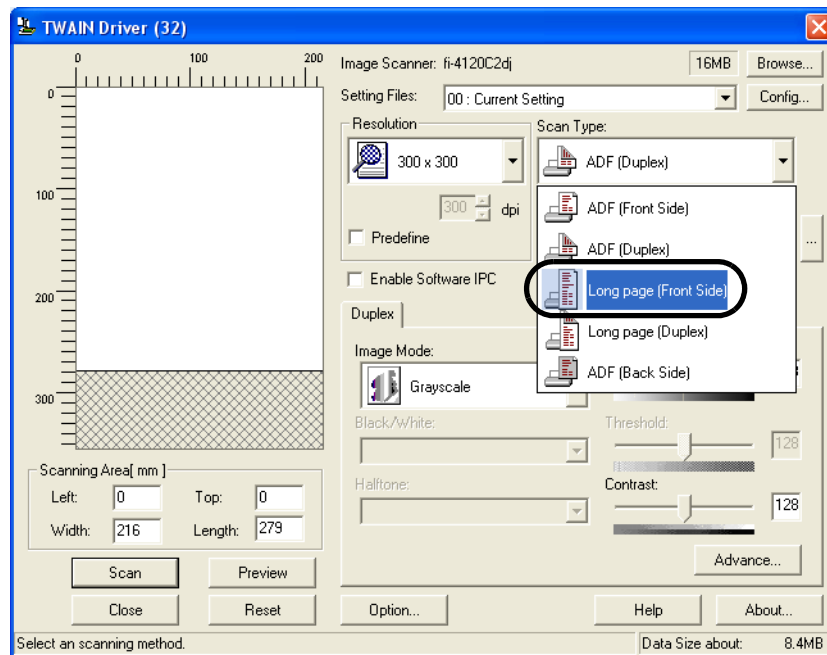 TWAIN Driver (32)
0 100 200
0
100
200
300
Image Scanner: fi-4120C2dj 16MB Browse...
Setting Files: 00 : Current Setting Config...
Resolution
300 x 300
300 dpi
Predefine
Scan Type:
ADF (Duplex)
ADF (Front Side)
ADF (Duplex)
Long page (Front Side)
Long page (Duplex)
ADF (Back Side)
...
Enable Software IPC
Duplex
Image Mode:
Grayscale
Black/White:
Halftone:
Threshold:
128
Contrast:
128
Advance...
Scanning Area[ mm ]
Left: 0 Top: 0
Width: 216 Length: 279
Scan Preview
Close Reset Option... Help About...
Select an scanning method. Data Size about: 8.4MB